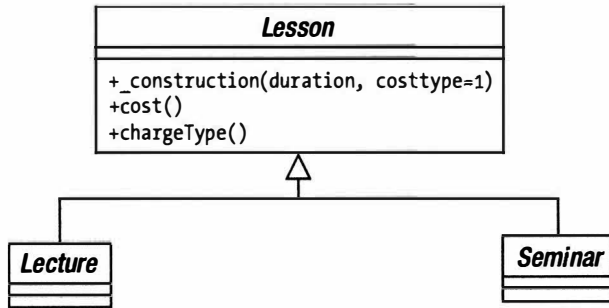 Lesson
+_construction(duration, costtype=1)
+cost()
+chargeType()
Lecture
Seminar